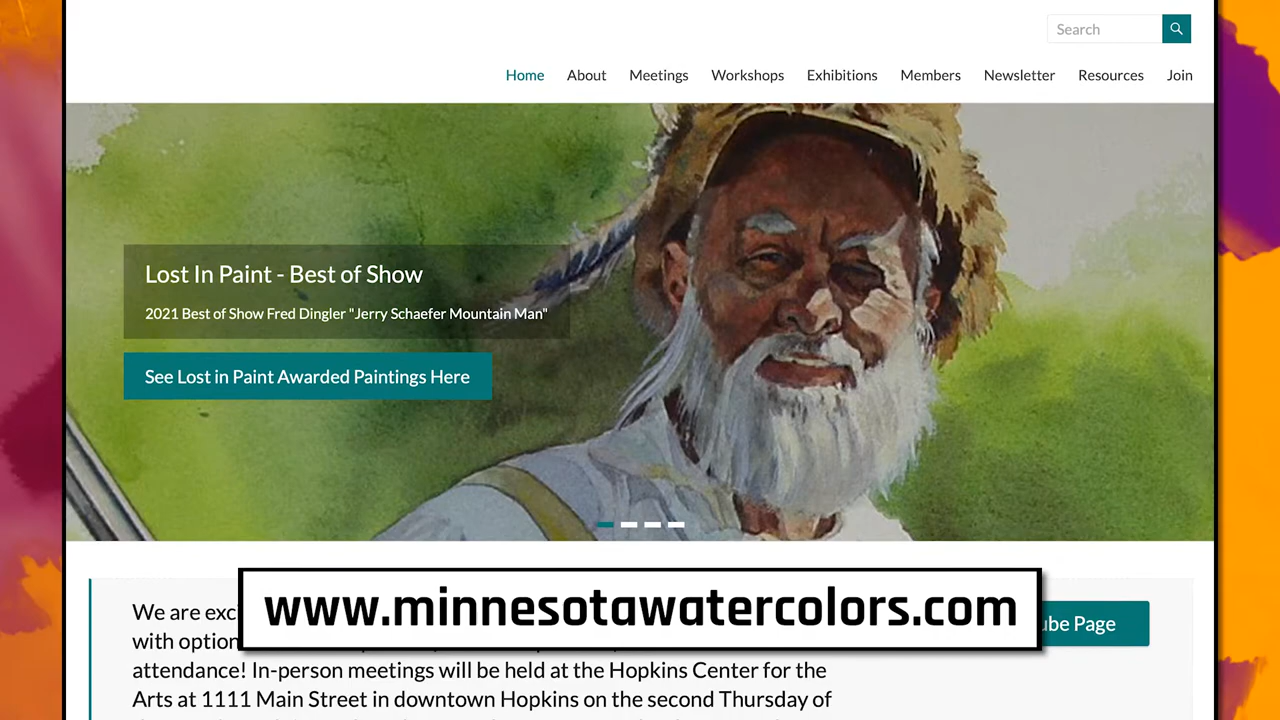 Search
Home About Meetings Workshops Exhibitions Members Newsletter Resources Join
Lost In Paint - Best of Show
2021 Best of Show Fred Dingler "Jerry Schaefer Mountain Man"
See Lost in Paint Awarded Paintings Here
www.minnesotawatercolors.com
We are
Page
with
attendance! In-person meetings will be held at the Hopkins Center for the
Arts at 1111 Main Street in downtown Hopkins on the second Thursday of